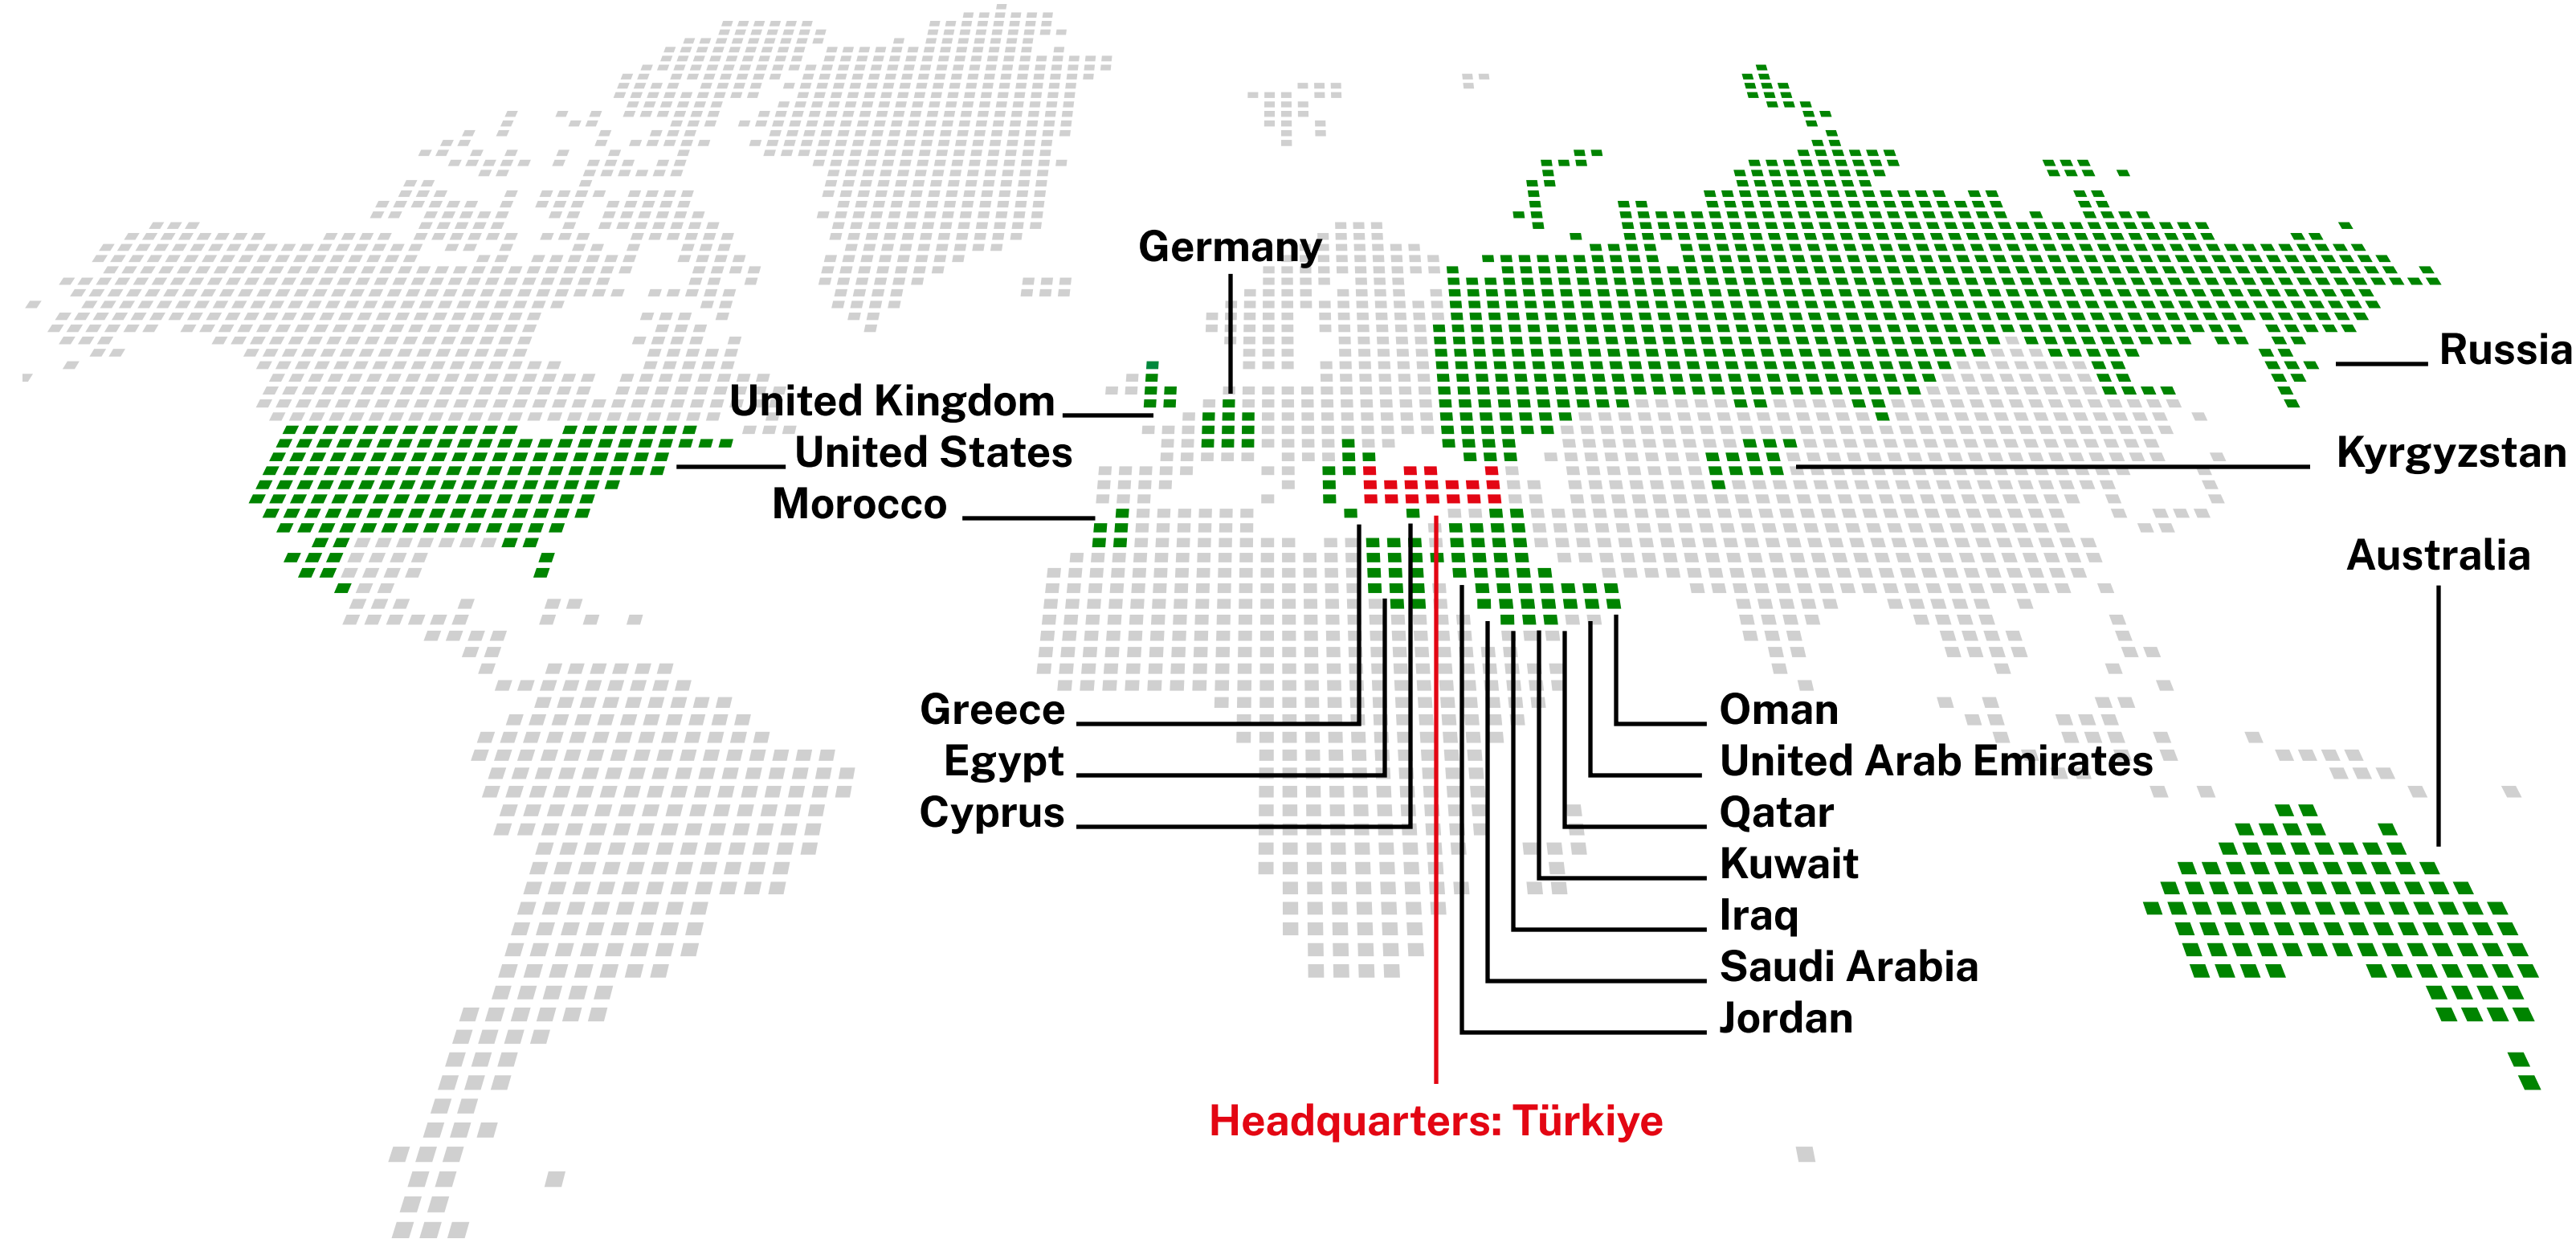 Germany
Russia
United Kingdom
United States
Kyrgyzstan
Morocco
Australia
Greece
Oman
Egypt
United Arab Emirates
Cyprus
Qatar
Kuwait
Iraq
Saudi Arabia
Jordan
Headquarters: Türkiye